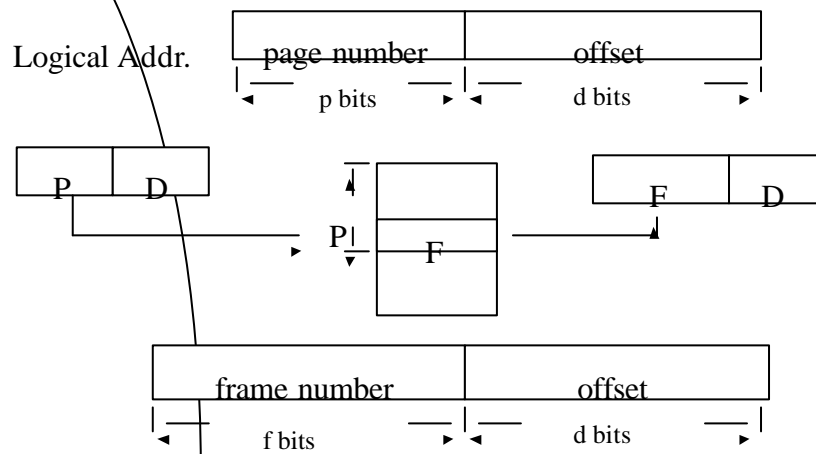 page number offset
Logical Addr.
p bits d bits
P D F D
P F
frame number offset
f bits d bits